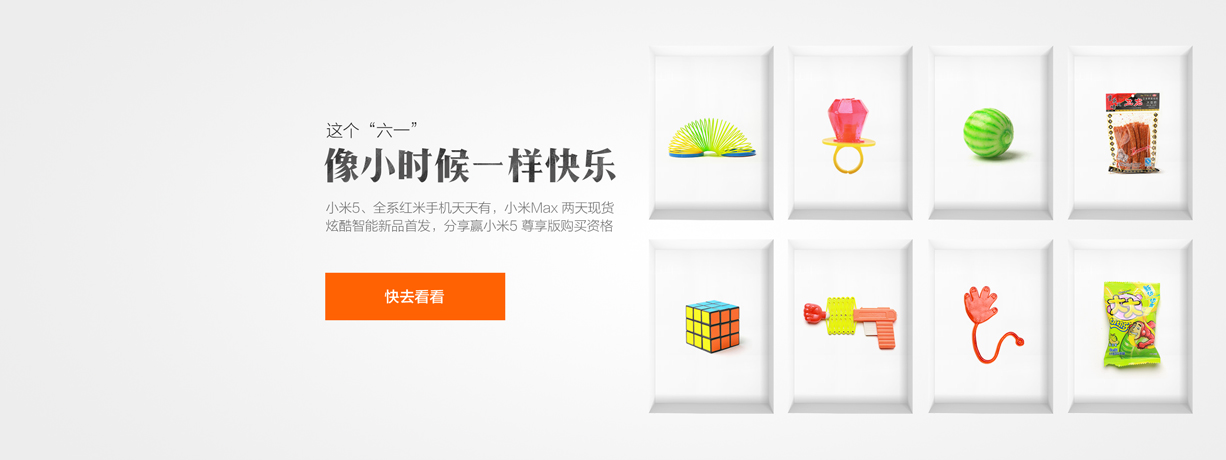 这个“六一”
像小时候一样快乐
小米5、全系红米手机天天有，小米Max 两天现货
炫酷智能新品首发，分享赢小米5 尊享版购买资格
快去看看